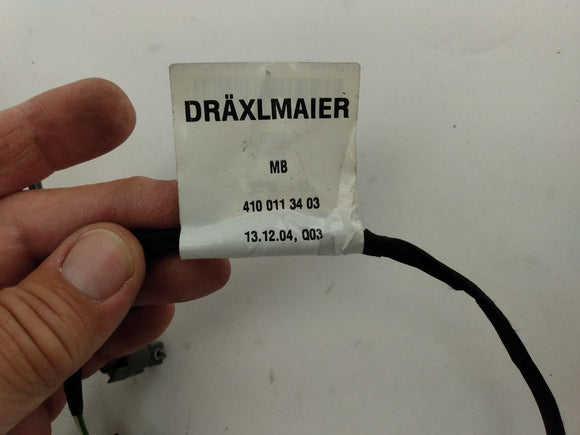 DRÄXLMAIER
MB
410 011 34 03
13.12.04, Q03